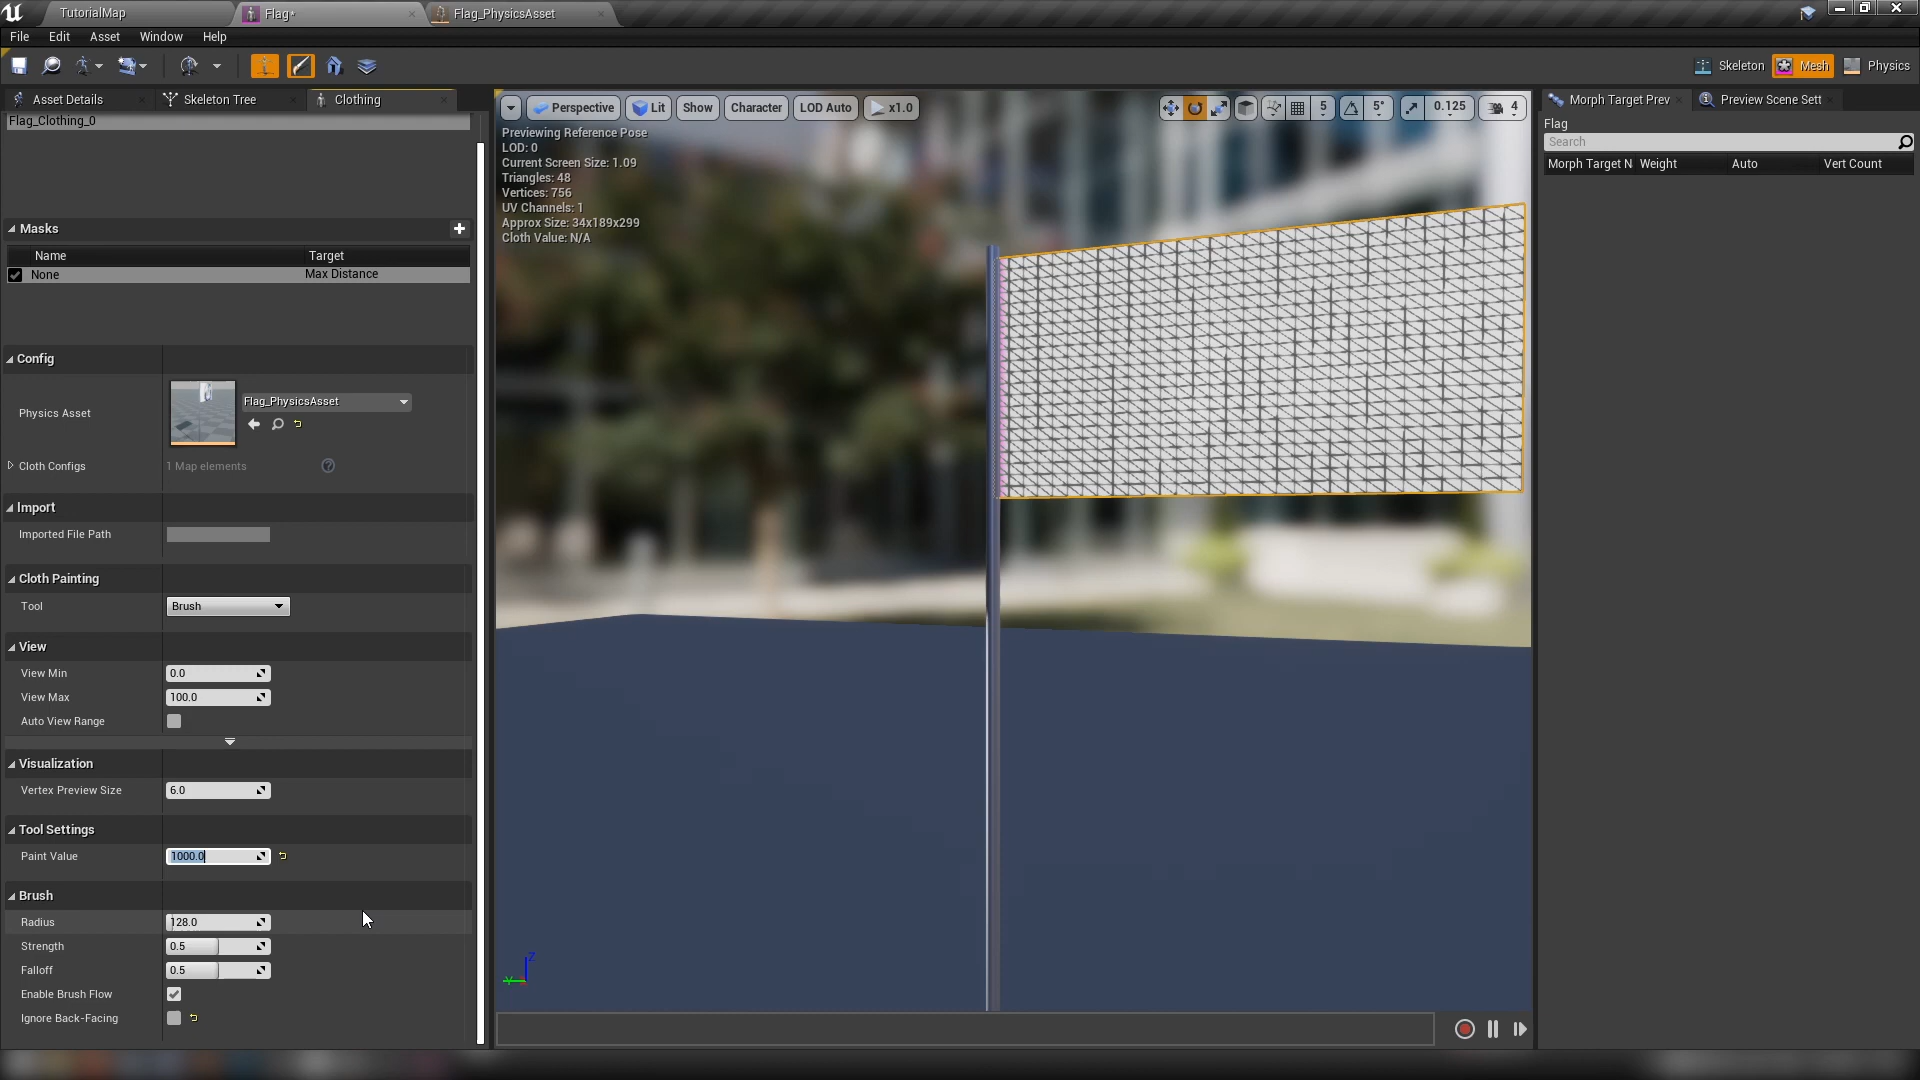 TutorialMap
Flag*
Flag_PhysicsAsset
File Edit Asset Window Help
Skeleton Mesh Physics
Asset Details Skeleton Tree Clothing
Flag_Clothing_0
Masks
Name Target
None Max Distance
Config
Physics Asset
Flag_PhysicsAsset
Cloth Configs 1 Map elements
Import
Imported File Path
Cloth Painting
Tool Brush
View
View Min 0.0
View Max 100.0
Auto View Range
Visualization
Vertex Preview Size 6.0
Tool Settings
Paint Value 1000.0
Brush
Radius 128.0
Strength 0.5
Falloff 0.5
Enable Brush Flow
Ignore Back-Facing
Perspective Lit Show Character LOD Auto x1.0 5 5° 0.125 4
Previewing Reference Pose
LOD: 0
Current Screen Size: 1.09
Triangles: 48
Vertices: 756
UV Channels: 1
Approx Size: 34x189x299
Cloth Value: N/A
Z
Y
Morph Target Prev Preview Scene Sett
Flag
Search
Morph Target N Weight Auto Vert Count